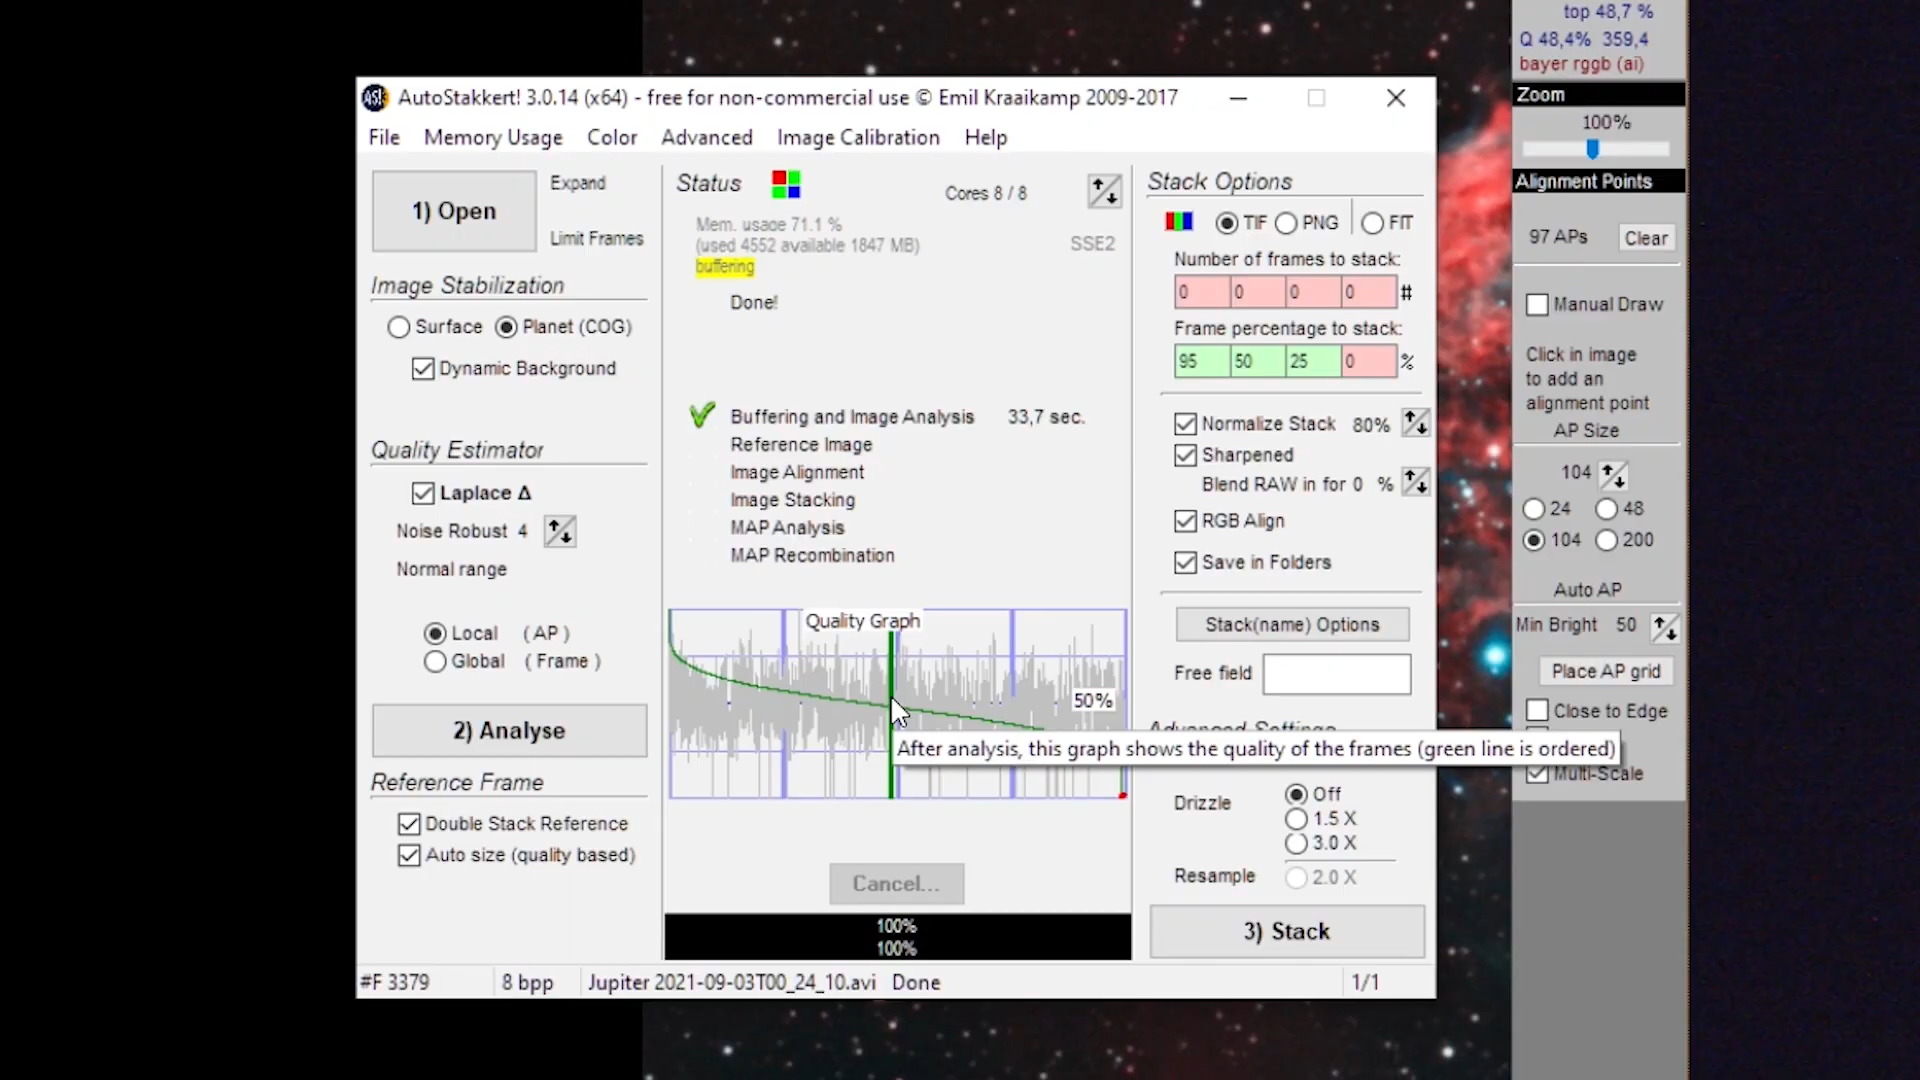 top 48,7 %
Q 48,4% 359,4
bayer rggb (ai)
AS!
AutoStakkert! 3.0.14 (x64) - free for non-commercial use © Emil Kraaikamp 2009-2017
File Memory Usage Color Advanced Image Calibration Help
1) Open
Expand
Limit Frames
Image Stabilization
Surface Planet (COG)
Dynamic Background
Quality Estimator
Laplace Δ
Noise Robust 4
Normal range
Local (AP)
Global (Frame)
2) Analyse
Reference Frame
Double Stack Reference
Auto size (quality based)
Status
Cores 8 / 8
Mem. usage 71.1 %
(used 4552 available 1847 MB)
SSE2
buffering
Done!
Buffering and Image Analysis 33,7 sec.
Reference Image
Image Alignment
Image Stacking
MAP Analysis
MAP Recombination
Quality Graph
50%
After analysis, this graph shows the quality of the frames (green line is ordered)
Cancel...
100%
100%
Stack Options
TIF PNG FIT
Number of frames to stack:
0 0 0 0 #
Frame percentage to stack:
95 50 25 0 %
Normalize Stack 80%
Sharpened
Blend RAW in for 0 %
RGB Align
Save in Folders
Stack(name) Options
Free field
Advanced Settings
Drizzle
Off
1.5 X
3.0 X
Resample
2.0 X
3) Stack
#F 3379 8 bpp Jupiter 2021-09-03T00_24_10.avi Done 1/1
Zoom
100%
Alignment Points
97 APs Clear
Manual Draw
Click in image
to add an
alignment point
AP Size
104
24 48
104 200
Auto AP
Min Bright 50
Place AP grid
Close to Edge
Multi-Scale